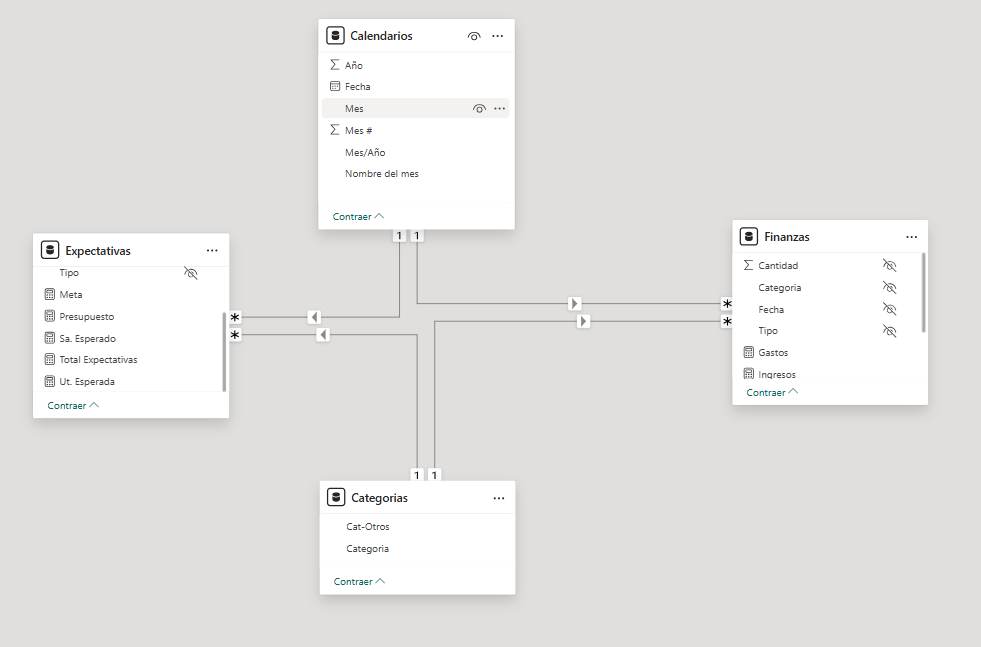 Calendarios
Año
Fecha
Mes
Mes #
Mes/Año
Nombre del mes
Contraer
1 1
Expectativas
Tipo
Meta
Presupuesto
Sa. Esperado
Total Expectativas
Ut. Esperada
Contraer
*
*
Finanzas
Cantidad
Categoria
Fecha
Tipo
Gastos
Ingresos
Contraer
*
*
1 1
Categorias
Cat-Otros
Categoria
Contraer